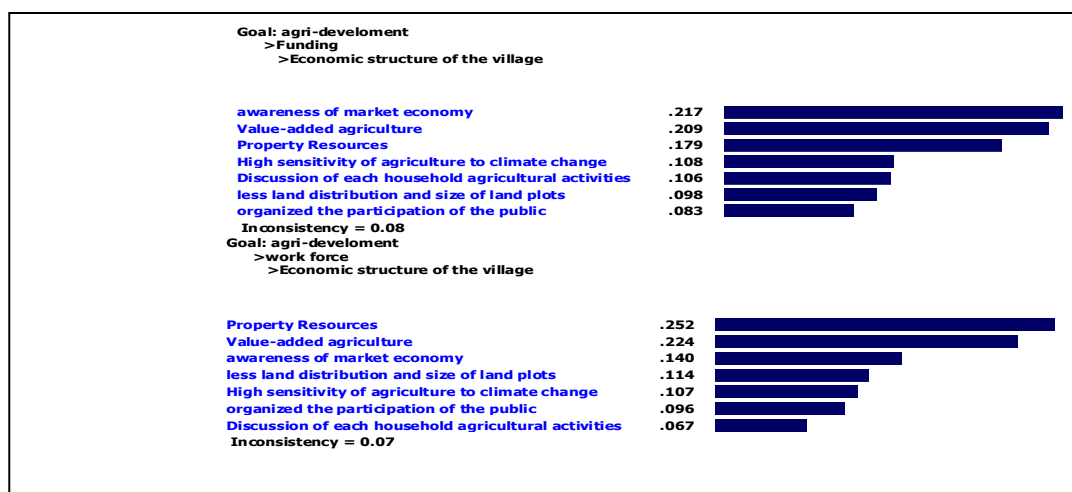 Goal: agri-develoment
>Funding
>Economic structure of the village
awareness of market economy .217
Value-added agriculture .209
Property Resources .179
High sensitivity of agriculture to climate change .108
Discussion of each household agricultural activities .106
less land distribution and size of land plots .098
organized the participation of the public .083
Inconsistency = 0.08
Goal: agri-develoment
>work force
>Economic structure of the village
Property Resources .252
Value-added agriculture .224
awareness of market economy .140
less land distribution and size of land plots .114
High sensitivity of agriculture to climate change .107
organized the participation of the public .096
Discussion of each household agricultural activities .067
Inconsistency = 0.07